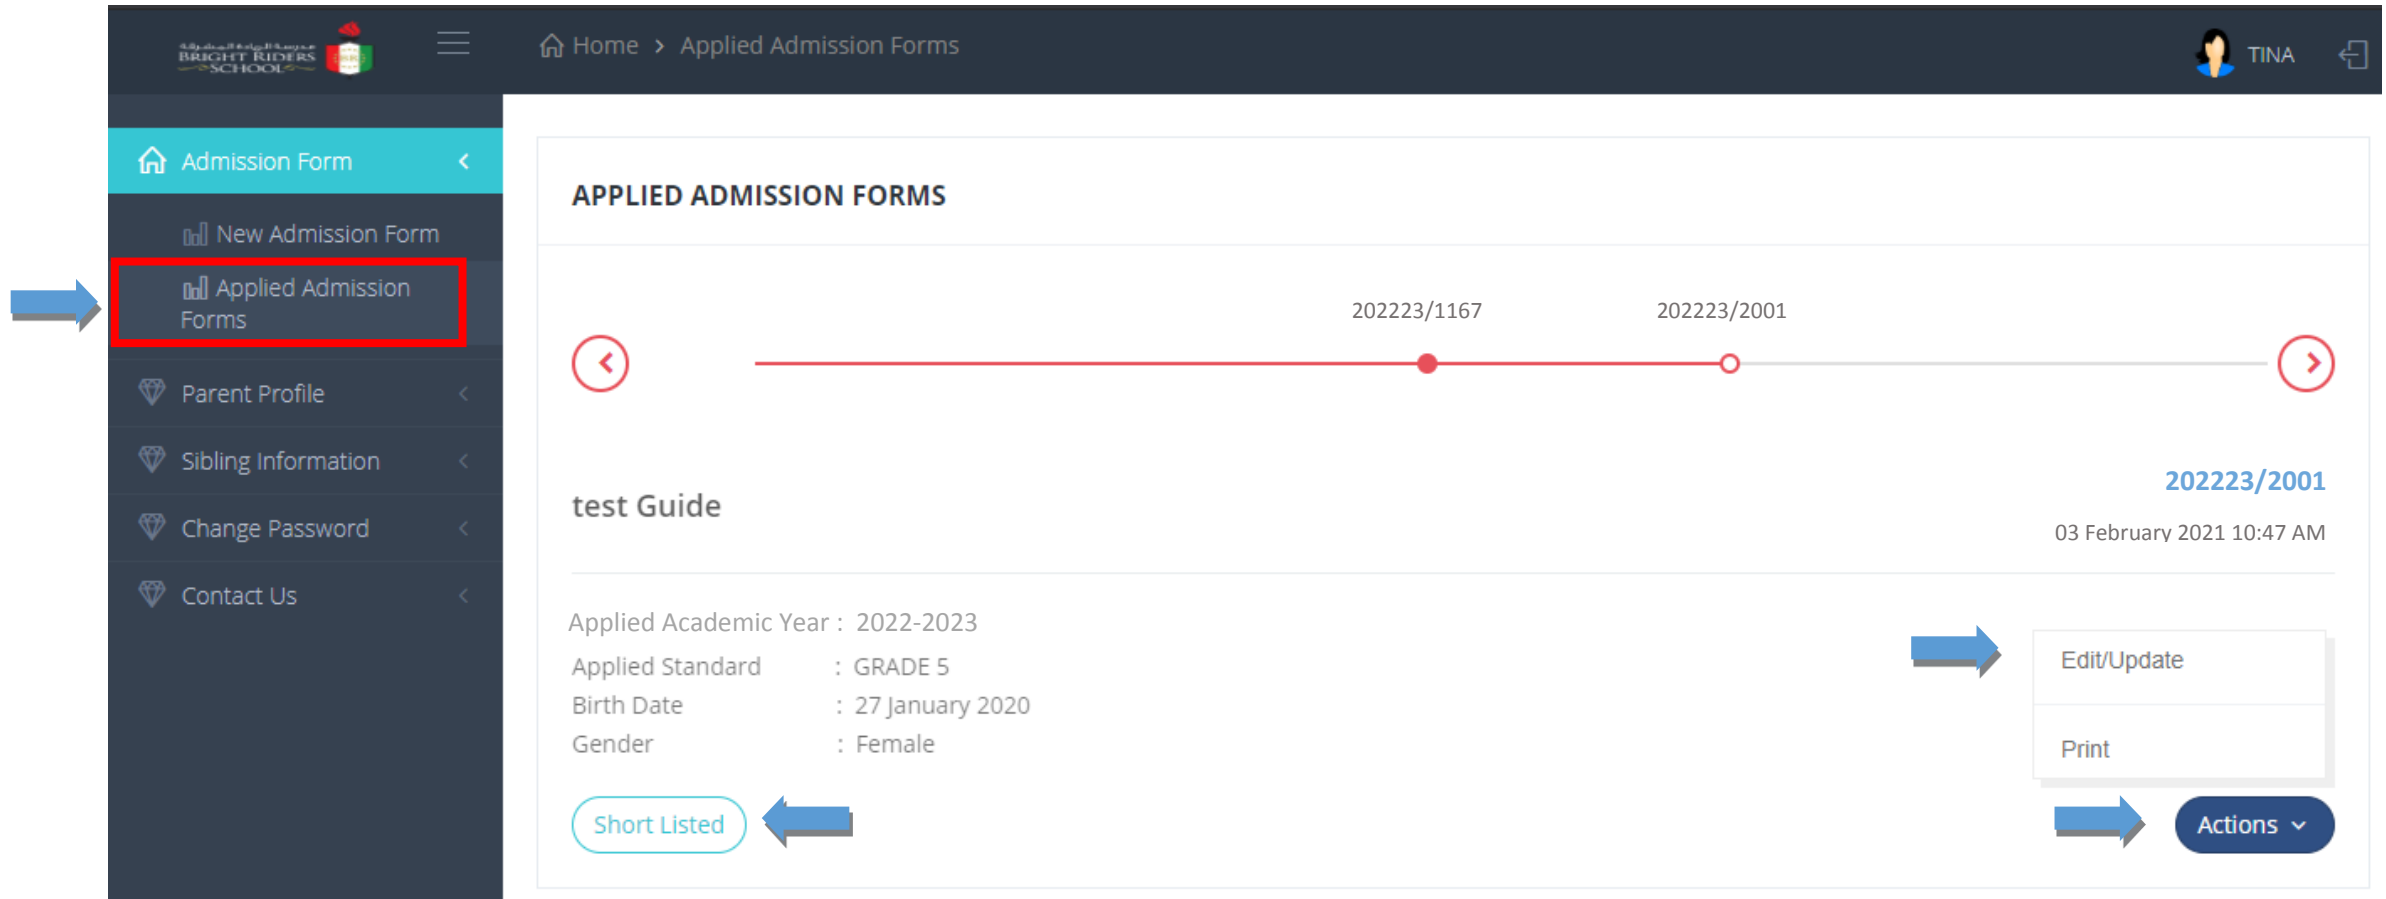 BRIGHT RIDERS
SCHOOL
Home > Applied Admission Forms
TINA
Admission Form
New Admission Form
Applied Admission
Forms
Parent Profile
Sibling Information
Change Password
Contact Us
APPLIED ADMISSION FORMS
202223/1167
202223/2001
test Guide
202223/2001
03 February 2021 10:47 AM
Applied Academic Year : 2022-2023
Applied Standard : GRADE 5
Birth Date : 27 January 2020
Gender : Female
Edit/Update
Print
Short Listed
Actions